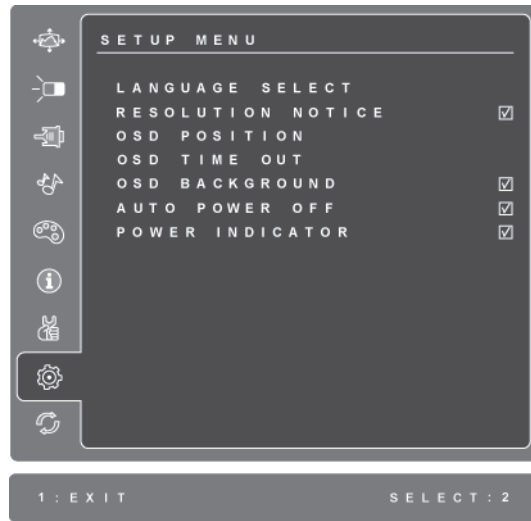 SETUP MENU
LANGUAGE SELECT
RESOLUTION NOTICE
OSD POSITION
OSD TIME OUT
OSD BACKGROUND
AUTO POWER OFF
POWER INDICATOR
1:EXIT SELECT:2